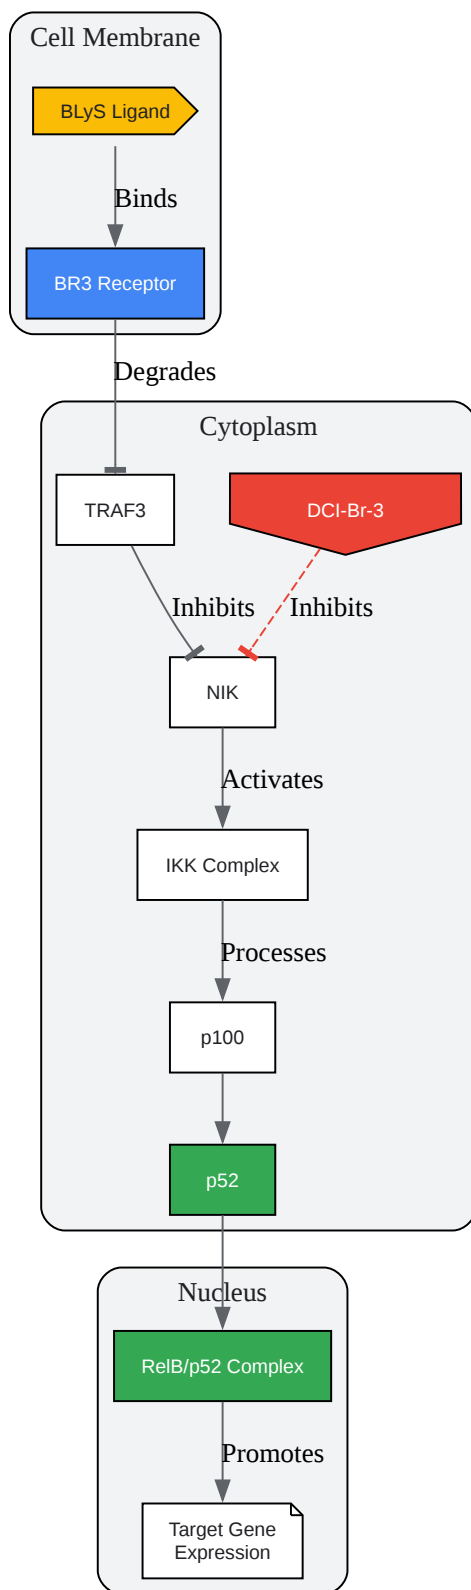 Cell Membrane
BLyS Ligand
Binds
BR3 Receptor
Degrades
Cytoplasm
TRAF3
DCI-Br-3
Inhibits
Inhibits
NIK
Activates
IKK Complex
Processes
p100
p52
Nucleus
RelB/p52 Complex
Promotes
Target Gene
Expression